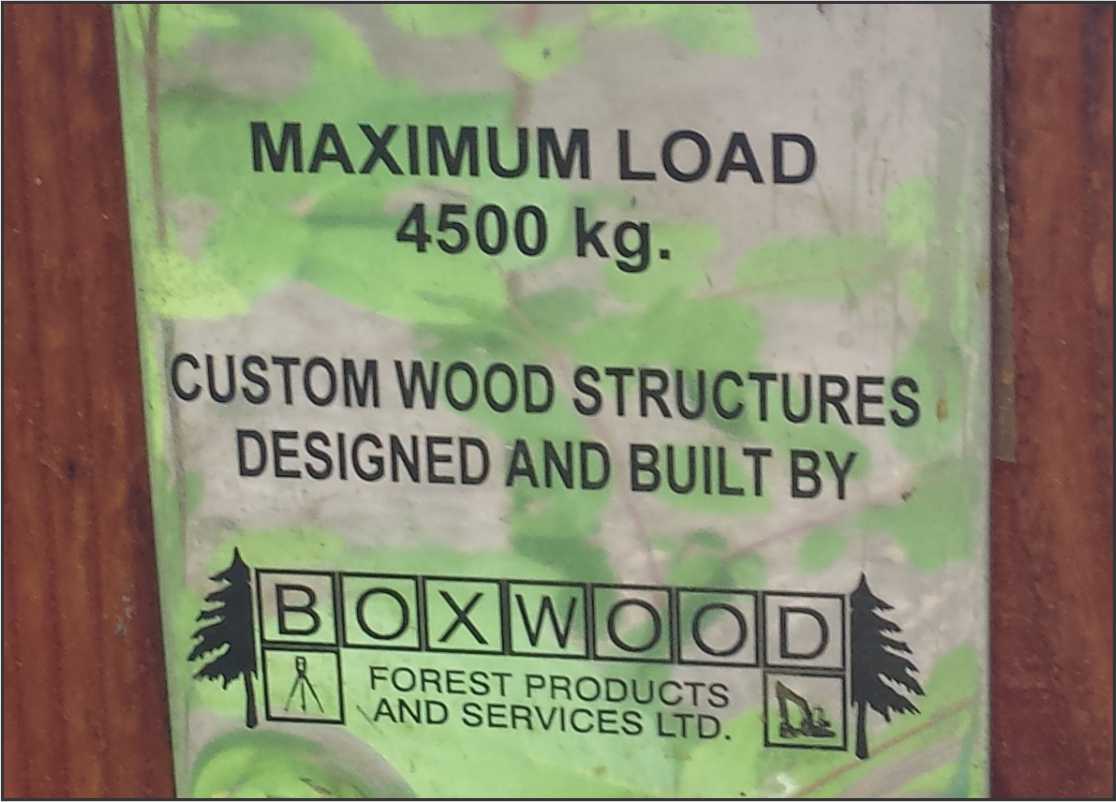 MAXIMUM LOAD
4500 kg.
CUSTOM WOOD STRUCTURES
DESIGNED AND BUILT BY
BOXWOOD
FOREST PRODUCTS
AND SERVICES LTD.